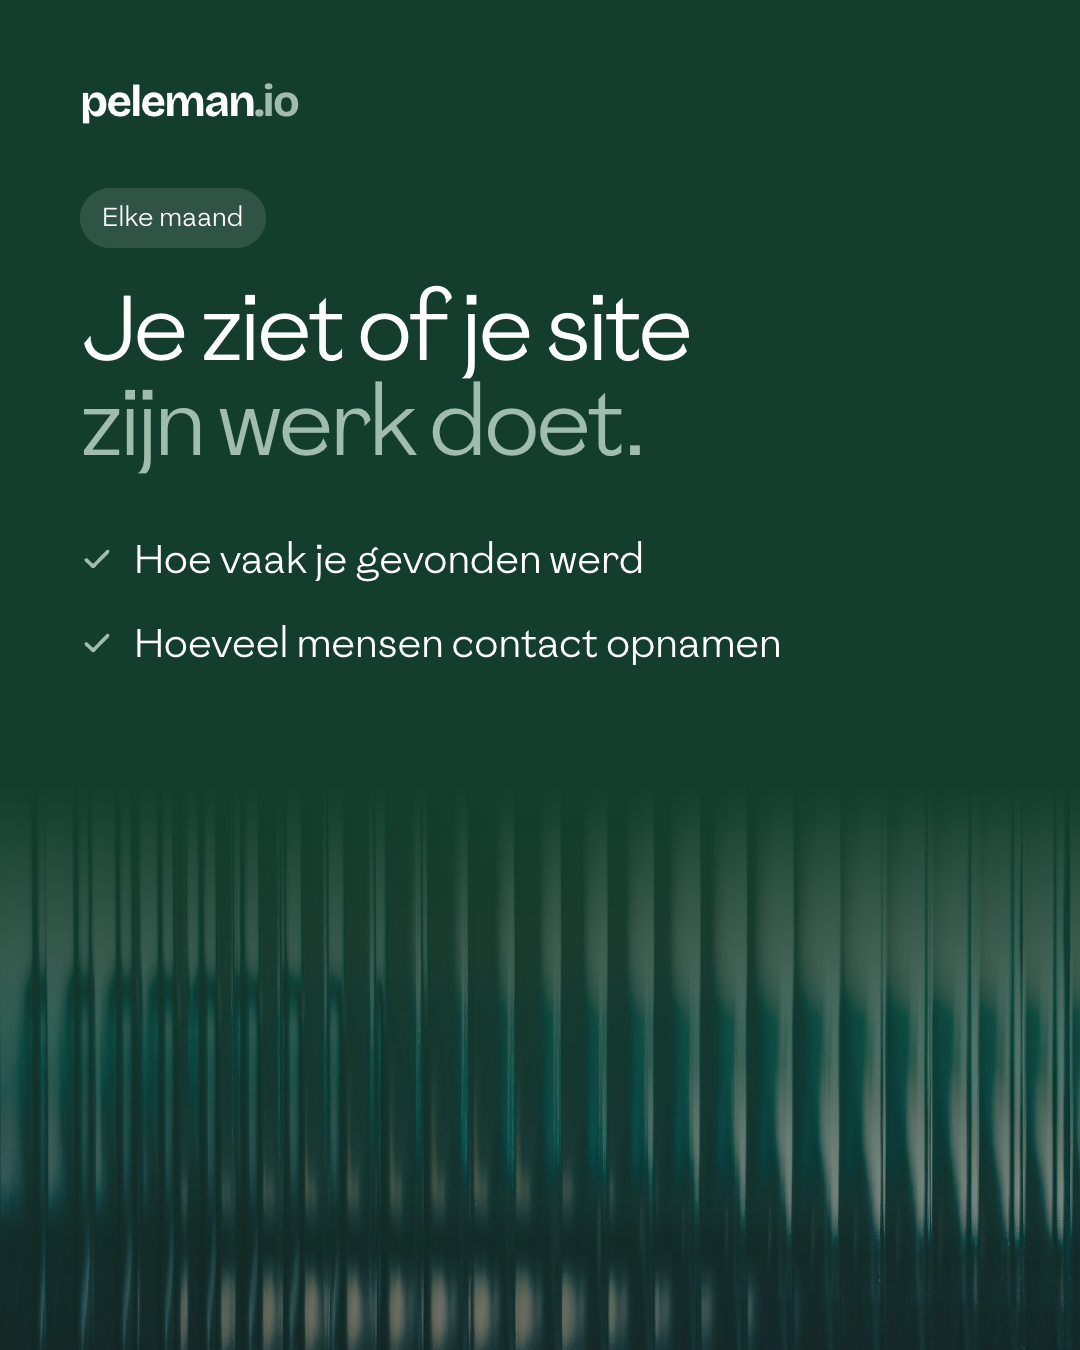 peleman.io
Elke maand
Je ziet of je site
zijn werk doet.
Hoe vaak je gevonden werd
Hoeveel mensen contact opnamen